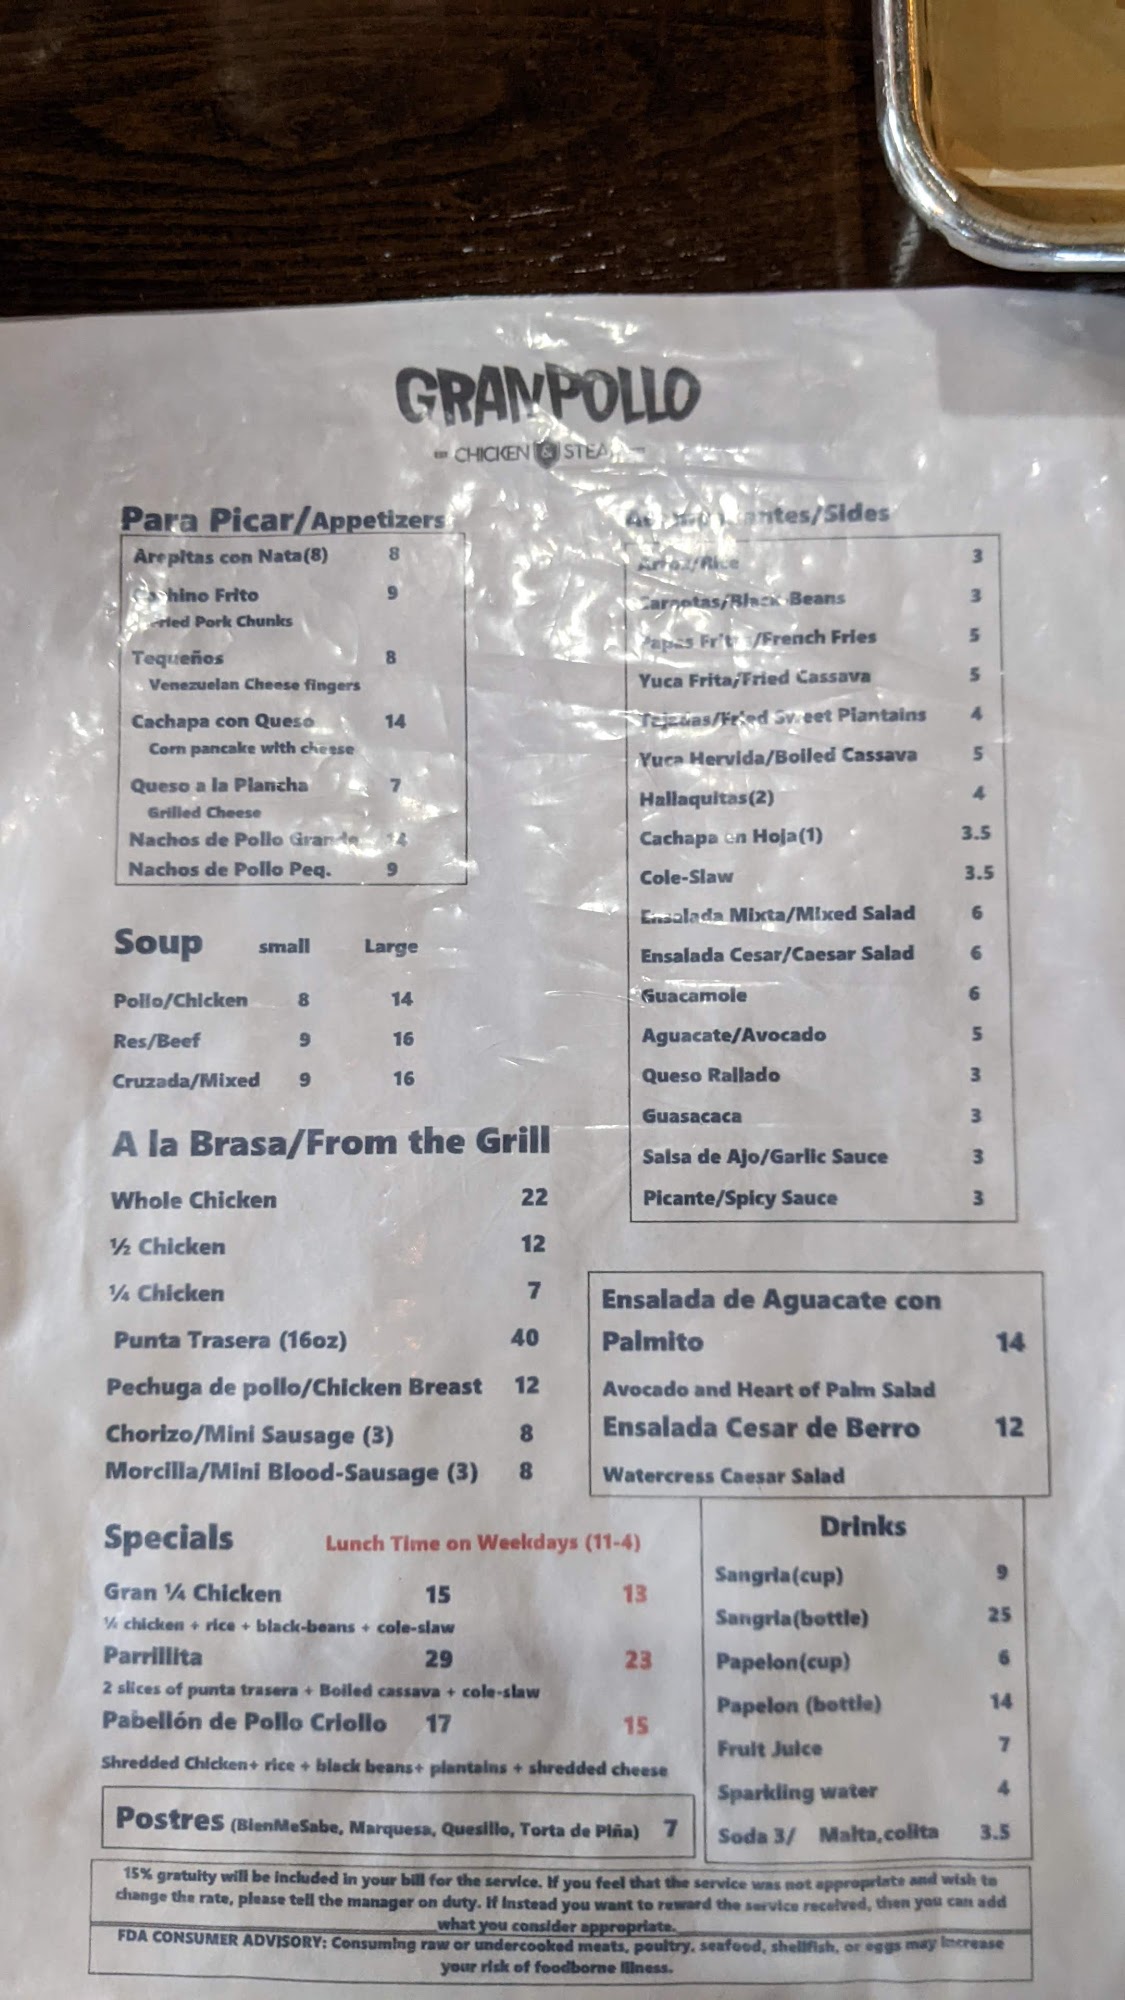 GRANPOLLO
CHICKEN & STEA
Para Picar/Appetizers
Arepitas con Nata(8) 8
hino Frito 9
Fried Pork Chunks
Tequeños 8
Venezuelan Cheese fingers
Cachapa con Queso 14
Corn pancake with cheese
Queso a la Plancha 7
Grilled Cheese
Nachos de Pollo Grande 14
Nachos de Pollo Peq. 9
Soup small Large
Pollo/Chicken 8 14
Res/Beef 9 16
Cruzada/Mixed 9 16
A la Brasa/From the Grill
Whole Chicken 22
½ Chicken 12
¼ Chicken 7
Punta Trasera (16oz) 40
Pechuga de pollo/Chicken Breast 12
Chorizo/Mini Sausage (3) 8
Morcilla/Mini Blood-Sausage (3) 8
Specials Lunch Time on Weekdays (11-4)
Gran ¼ Chicken 15 13
¼ chicken + rice + black-beans + cole-slaw
Parrillita 29 23
2 slices of punta trasera + Boiled cassava + cole-slaw
Pabellón de Pollo Criollo 17 15
Shredded Chicken+ rice + black beans+ plantains + shredded cheese
Postres (BienMeSabe, Marquesa, Quesillo, Torta de Piña) 7
antes/Sides
Arroz/Rice 3
Caraotas/Black Beans 3
Papas Fritas/French Fries 5
Yuca Frita/Fried Cassava 5
Tajadas/Fried Sweet Plantains 4
Yuca Hervida/Boiled Cassava 5
Hallaquitas(2) 4
Cachapa en Hoja(1) 3.5
Cole-Slaw 3.5
Ensalada Mixta/Mixed Salad 6
Ensalada Cesar/Caesar Salad 6
Guacamole 6
Aguacate/Avocado 5
Queso Rallado 3
Guasacaca 3
Salsa de Ajo/Garlic Sauce 3
Picante/Spicy Sauce 3
Ensalada de Aguacate con
Palmito 14
Avocado and Heart of Palm Salad
Ensalada Cesar de Berro 12
Watercress Caesar Salad
Drinks
Sangria(cup) 9
Sangria(bottle) 25
Papelon(cup) 6
Papelon (bottle) 14
Fruit Juice 7
Sparkling water 4
Soda 3/ Malta,colita 3.5
15% gratuity will be included in your bill for the service. If you feel that the service was not appropriate and wish to
change the rate, please tell the manager on duty. If instead you want to reward the service received, then you can add
what you consider appropriate.
FDA CONSUMER ADVISORY: Consuming raw or undercooked meats, poultry, seafood, shellfish, or eggs may increase
your risk of foodborne illness.